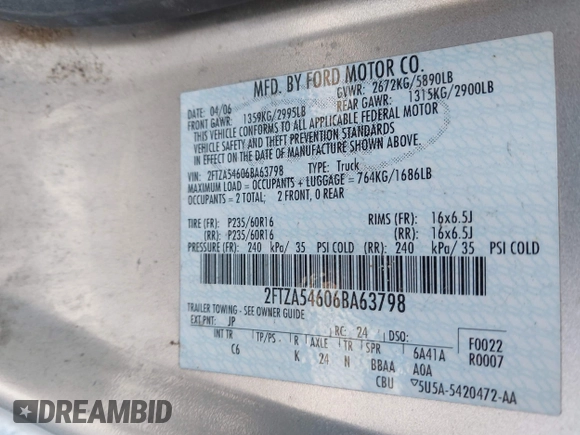 MFD. BY FORD MOTOR CO.
DATE: 04/06 GVWR: 2672KG/5890LB
FRONT GAWR: 1359KG/2995LB REAR GAWR: 1315KG/2900LB
THIS VEHICLE CONFORMS TO ALL APPLICABLE FEDERAL MOTOR
VEHICLE SAFETY AND THEFT PREVENTION STANDARDS
IN EFFECT ON THE DATE OF MANUFACTURE SHOWN ABOVE.
VIN: 2FTZA54606BA63798 TYPE: Truck
MAXIMUM LOAD = OCCUPANTS + LUGGAGE = 764KG/1686LB
OCCUPANTS = 2 TOTAL; 2 FRONT, 0 REAR
TIRE (FR): P235/60R16 RIMS (FR): 16x6.5J
(RR): P235/60R16 (RR): 16x6.5J
PRESSURE (FR): 240 kPa/ 35 PSI COLD (RR): 240 kPa/ 35 PSI COLD
2FTZA54606BA63798
TRAILER TOWING - SEE OWNER GUIDE
EXT.PNT: JP RC: 24 DSO: F0022
INT TR TP/PS R AXLE TR SPR 6A41A R0007
C6 K 24 N BBAA A0A
CBU 5U5A-5420472-AA
DREAMBID